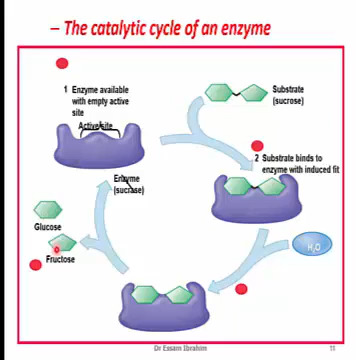 – The catalytic cycle of an enzyme
1 Enzyme available
with empty active
site
Active site
Substrate
(sucrose)
2 Substrate binds to
enzyme with induced fit
Enzyme
(sucrase)
Glucose
Fructose
H2O
Dr Essam Ibrahim
11